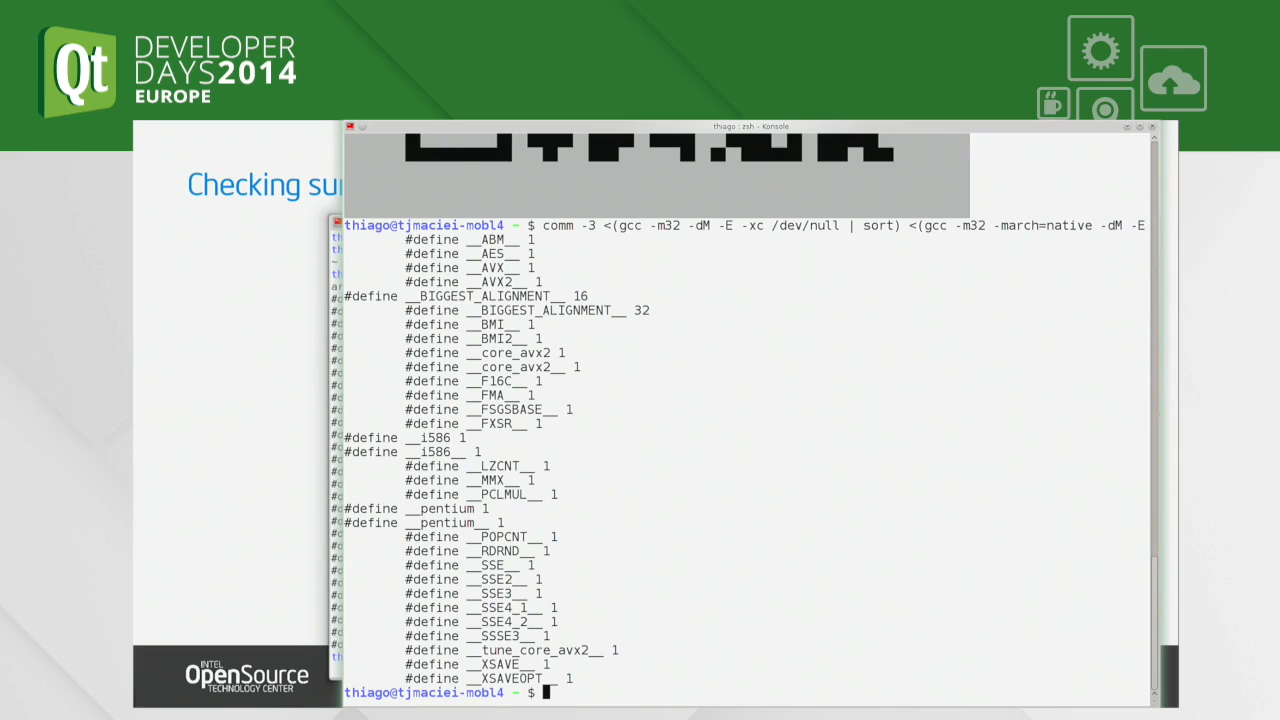 Qt
DEVELOPER
DAYS2014
EUROPE
thiago : zsh - Konsole
Checking su
thiago@tjmaciei-mobl4 ~ $ comm -3 <(gcc -m32 -dM -E -xc /dev/null | sort) <(gcc -m32 -march=native -dM -E
#define __ABM__ 1
#define __AES__ 1
#define __AVX__ 1
#define __AVX2__ 1
#define __BIGGEST_ALIGNMENT__ 16
#define __BIGGEST_ALIGNMENT__ 32
#define __BMI__ 1
#define __BMI2__ 1
#define __core_avx2 1
#define __core_avx2__ 1
#define __F16C__ 1
#define __FMA__ 1
#define __FSGSBASE__ 1
#define __FXSR__ 1
#define __i586 1
#define __i586__ 1
#define __LZCNT__ 1
#define __MMX__ 1
#define __PCLMUL__ 1
#define __pentium 1
#define __pentium__ 1
#define __POPCNT__ 1
#define __RDRND__ 1
#define __SSE__ 1
#define __SSE2__ 1
#define __SSE3__ 1
#define __SSE4_1__ 1
#define __SSE4_2__ 1
#define __SSSE3__ 1
#define __tune_core_avx2__ 1
#define __XSAVE__ 1
#define __XSAVEOPT__ 1
thiago@tjmaciei-mobl4 ~ $
INTEL
OpenSource
TECHNOLOGY CENTER